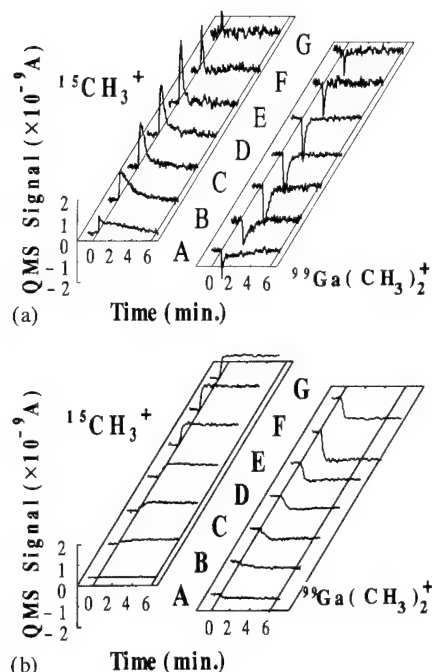 G
¹⁵CH₃⁺
F
E
D
C
B
A
QMS Signal (×10⁻⁹A)
2
1
0
−1
−2
0 2 4 6
0 2 4 6
⁹⁹Ga(CH₃)₂⁺
(a)
Time (min.)
G
¹⁵CH₃⁺
F
E
D
C
B
A
QMS Signal (×10⁻⁹A)
2
1
0
−1
−2
0 2 4 6
0 2 4 6
⁹⁹Ga(CH₃)₂⁺
(b)
Time (min.)